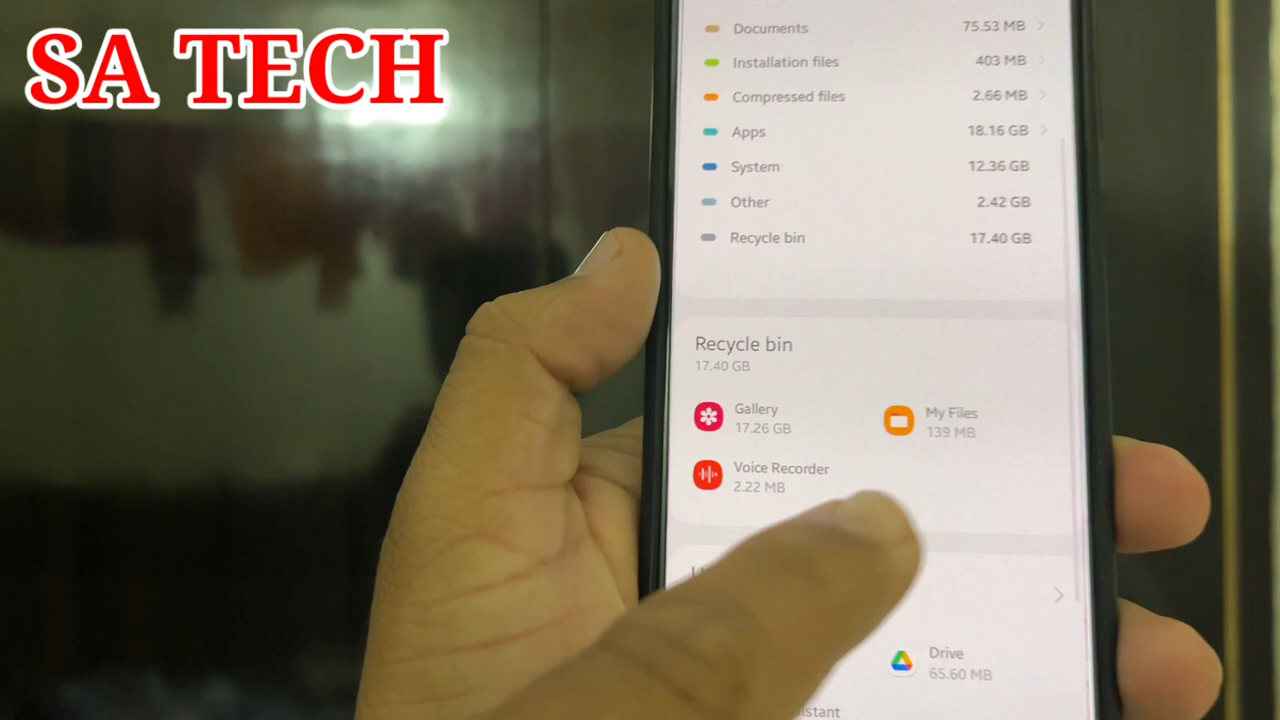 SA TECH
Documents 75.53 MB
Installation files 403 MB
Compressed files 2.66 MB
Apps 18.16 GB
System 12.36 GB
Other 2.42 GB
Recycle bin 17.40 GB
Recycle bin
17.40 GB
Gallery
17.26 GB
My Files
139 MB
Voice Recorder
2.22 MB
Drive
65.60 MB